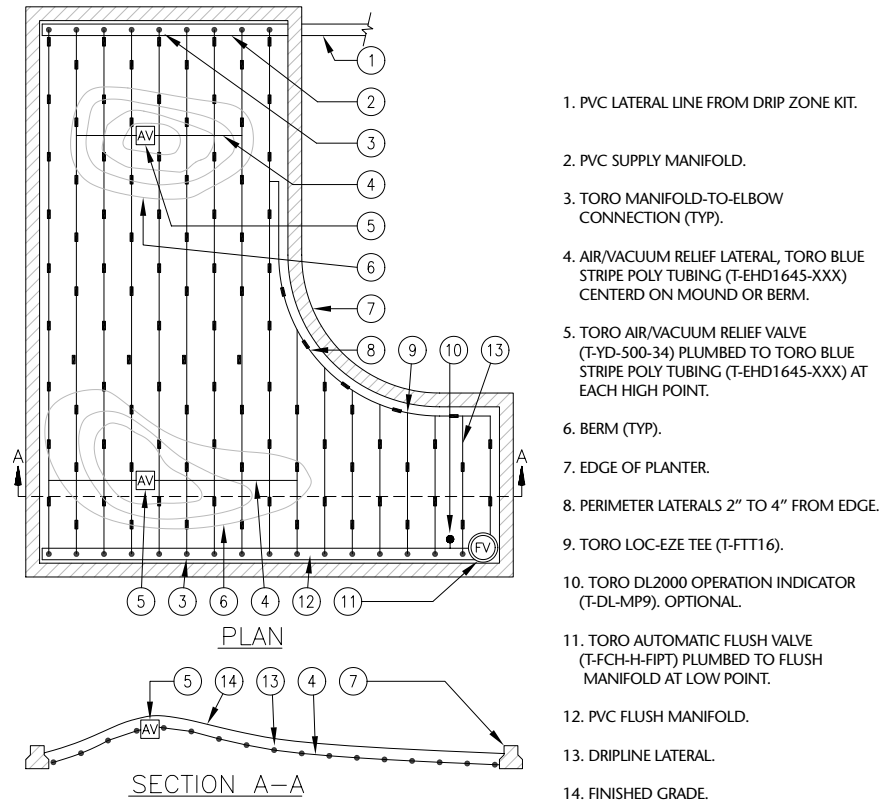 1
2
3
AV
4
5
6
7
8
9
10
13
A
A
AV
FV
5
3
6
4
12
11
PLAN
5
14
13
4
7
AV
SECTION A-A
1. PVC LATERAL LINE FROM DRIP ZONE KIT.
2. PVC SUPPLY MANIFOLD.
3. TORO MANIFOLD-TO-ELBOW
CONNECTION (TYP).
4. AIR/VACUUM RELIEF LATERAL, TORO BLUE
STRIPE POLY TUBING (T-EHD1645-XXX)
CENTERD ON MOUND OR BERM.
5. TORO AIR/VACUUM RELIEF VALVE
(T-YD-500-34) PLUMBED TO TORO BLUE
STRIPE POLY TUBING (T-EHD1645-XXX) AT
EACH HIGH POINT.
6. BERM (TYP).
7. EDGE OF PLANTER.
8. PERIMETER LATERALS 2" TO 4" FROM EDGE.
9. TORO LOC-EZE TEE (T-FTT16).
10. TORO DL2000 OPERATION INDICATOR
(T-DL-MP9). OPTIONAL.
11. TORO AUTOMATIC FLUSH VALVE
(T-FCH-H-FIPT) PLUMBED TO FLUSH
MANIFOLD AT LOW POINT.
12. PVC FLUSH MANIFOLD.
13. DRIPLINE LATERAL.
14. FINISHED GRADE.